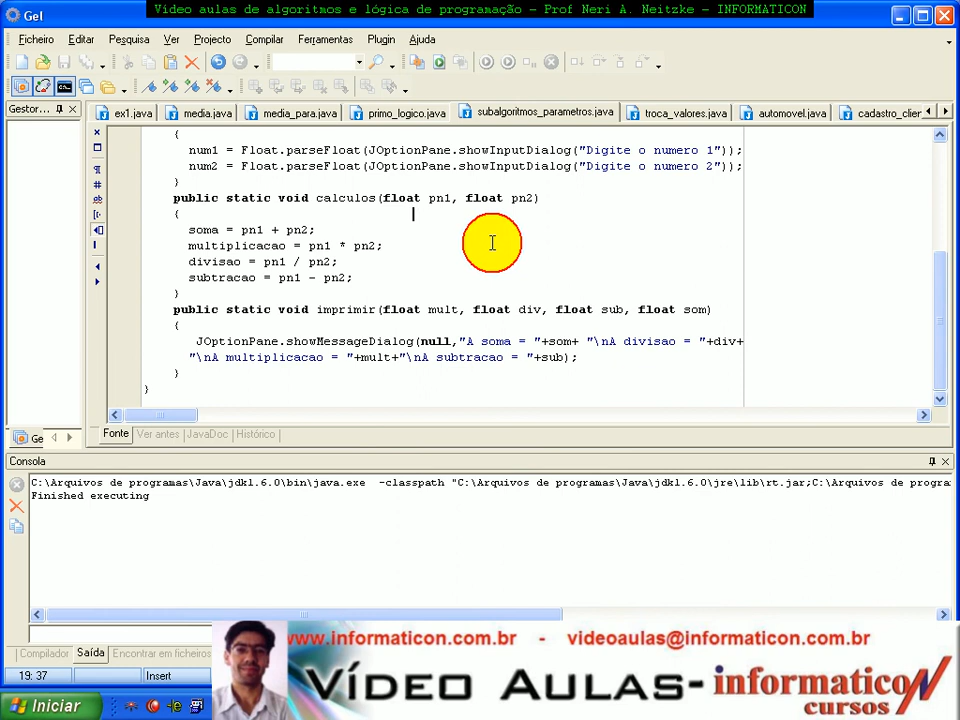 Vídeo aulas de algoritmos e lógica de programação – Prof Neri A. Neitzke – INFORMATICON
Gel
Ficheiro Editar Pesquisa Ver Projecto Compilar Ferramentas Plugin Ajuda
Gestor...
ex1.java media.java media_para.java primo_logico.java subalgoritmos_parametros.java troca_valores.java automovel.java cadastro_clier
{
num1 = Float.parseFloat(JOptionPane.showInputDialog("Digite o numero 1"));
num2 = Float.parseFloat(JOptionPane.showInputDialog("Digite o numero 2"));
}
public static void calculos(float pn1, float pn2)
{
soma = pn1 + pn2;
multiplicacao = pn1 * pn2;
divisao = pn1 / pn2;
subtracao = pn1 - pn2;
}
public static void imprimir(float mult, float div, float sub, float som)
{
JOptionPane.showMessageDialog(null,"A soma = "+som+ "\nA divisao = "+div+
"\nA multiplicacao = "+mult+"\nA subtracao = "+sub);
}
}
Ge
Fonte Ver antes JavaDoc Histórico
Consola
C:\Arquivos de programas\Java\jdk1.6.0\bin\java.exe -classpath "C:\Arquivos de programas\Java\jdk1.6.0\jre\lib\rt.jar;C:\Arquivos de progra
Finished executing
Compilador Saída Encontrar em ficheiros
19: 37 Insert
www.informaticon.com.br - videoaulas@informaticon.com.br
Vídeo Aulas- informaticon
cursos
Iniciar